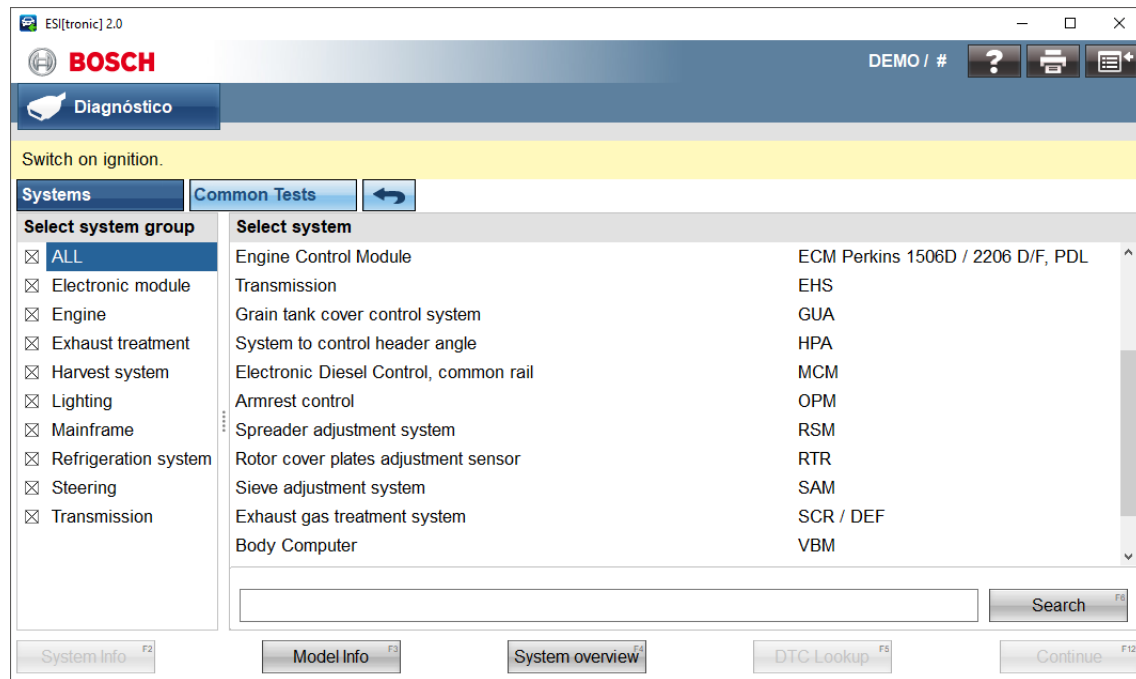 ESI[tronic] 2.0
BOSCH DEMO / # ?
Diagnóstico
Switch on ignition.
Systems Common Tests
Select system group Select system
ALL Engine Control Module ECM Perkins 1506D / 2206 D/F, PDL
Electronic module Transmission EHS
Engine Grain tank cover control system GUA
Exhaust treatment System to control header angle HPA
Harvest system Electronic Diesel Control, common rail MCM
Lighting Armrest control OPM
Mainframe Spreader adjustment system RSM
Refrigeration system Rotor cover plates adjustment sensor RTR
Steering Sieve adjustment system SAM
Transmission Exhaust gas treatment system SCR / DEF
Body Computer VBM
Search F6
System Info F2 Model Info F3 System overview F4 DTC Lookup F5 Continue F12